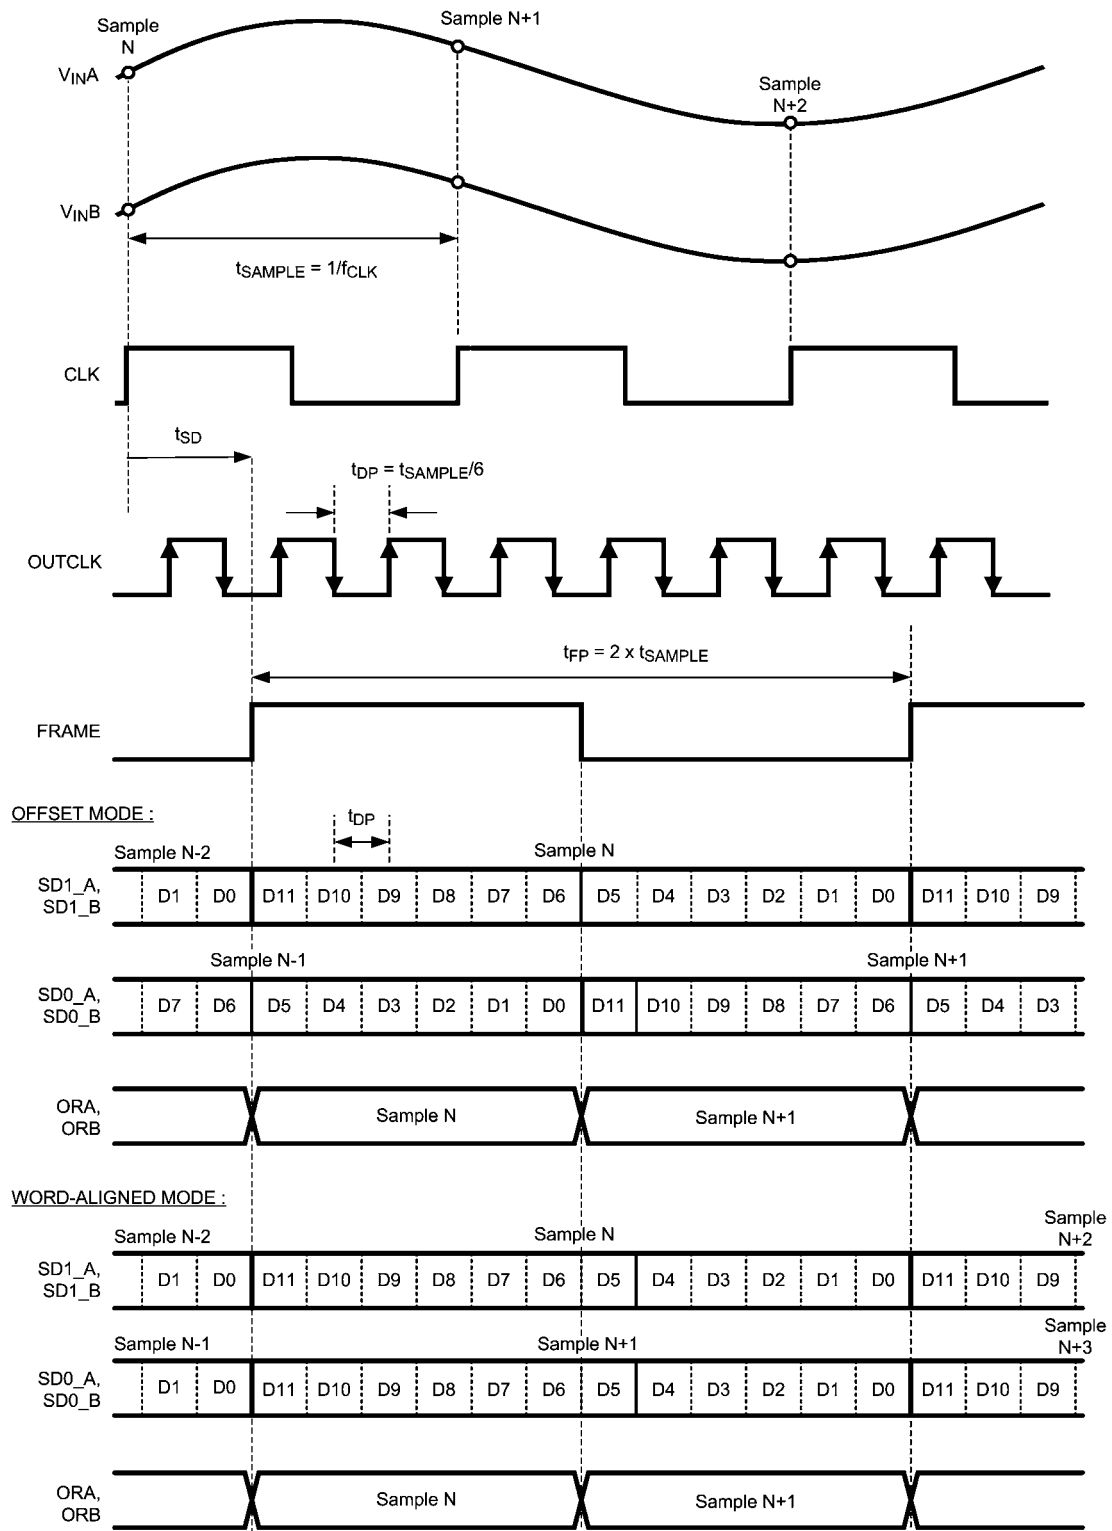 Sample
N
Sample N+1
VINA
Sample
N+2
VINB
tSAMPLE = 1/fCLK
CLK
tSD
tDP = tSAMPLE/6
OUTCLK
tFP = 2 x tSAMPLE
FRAME
OFFSET MODE :
tDP
Sample N-2 Sample N
SD1_A,
SD1_B
D1 D0 D11 D10 D9 D8 D7 D6 D5 D4 D3 D2 D1 D0 D11 D10 D9
Sample N-1 Sample N+1
SD0_A,
SD0_B
D7 D6 D5 D4 D3 D2 D1 D0 D11 D10 D9 D8 D7 D6 D5 D4 D3
ORA,
ORB
Sample N Sample N+1
WORD-ALIGNED MODE :
Sample N-2 Sample N
Sample
N+2
SD1_A,
SD1_B
D1 D0 D11 D10 D9 D8 D7 D6 D5 D4 D3 D2 D1 D0 D11 D10 D9
Sample N-1 Sample N+1
Sample
N+3
SD0_A,
SD0_B
D1 D0 D11 D10 D9 D8 D7 D6 D5 D4 D3 D2 D1 D0 D11 D10 D9
ORA,
ORB
Sample N Sample N+1